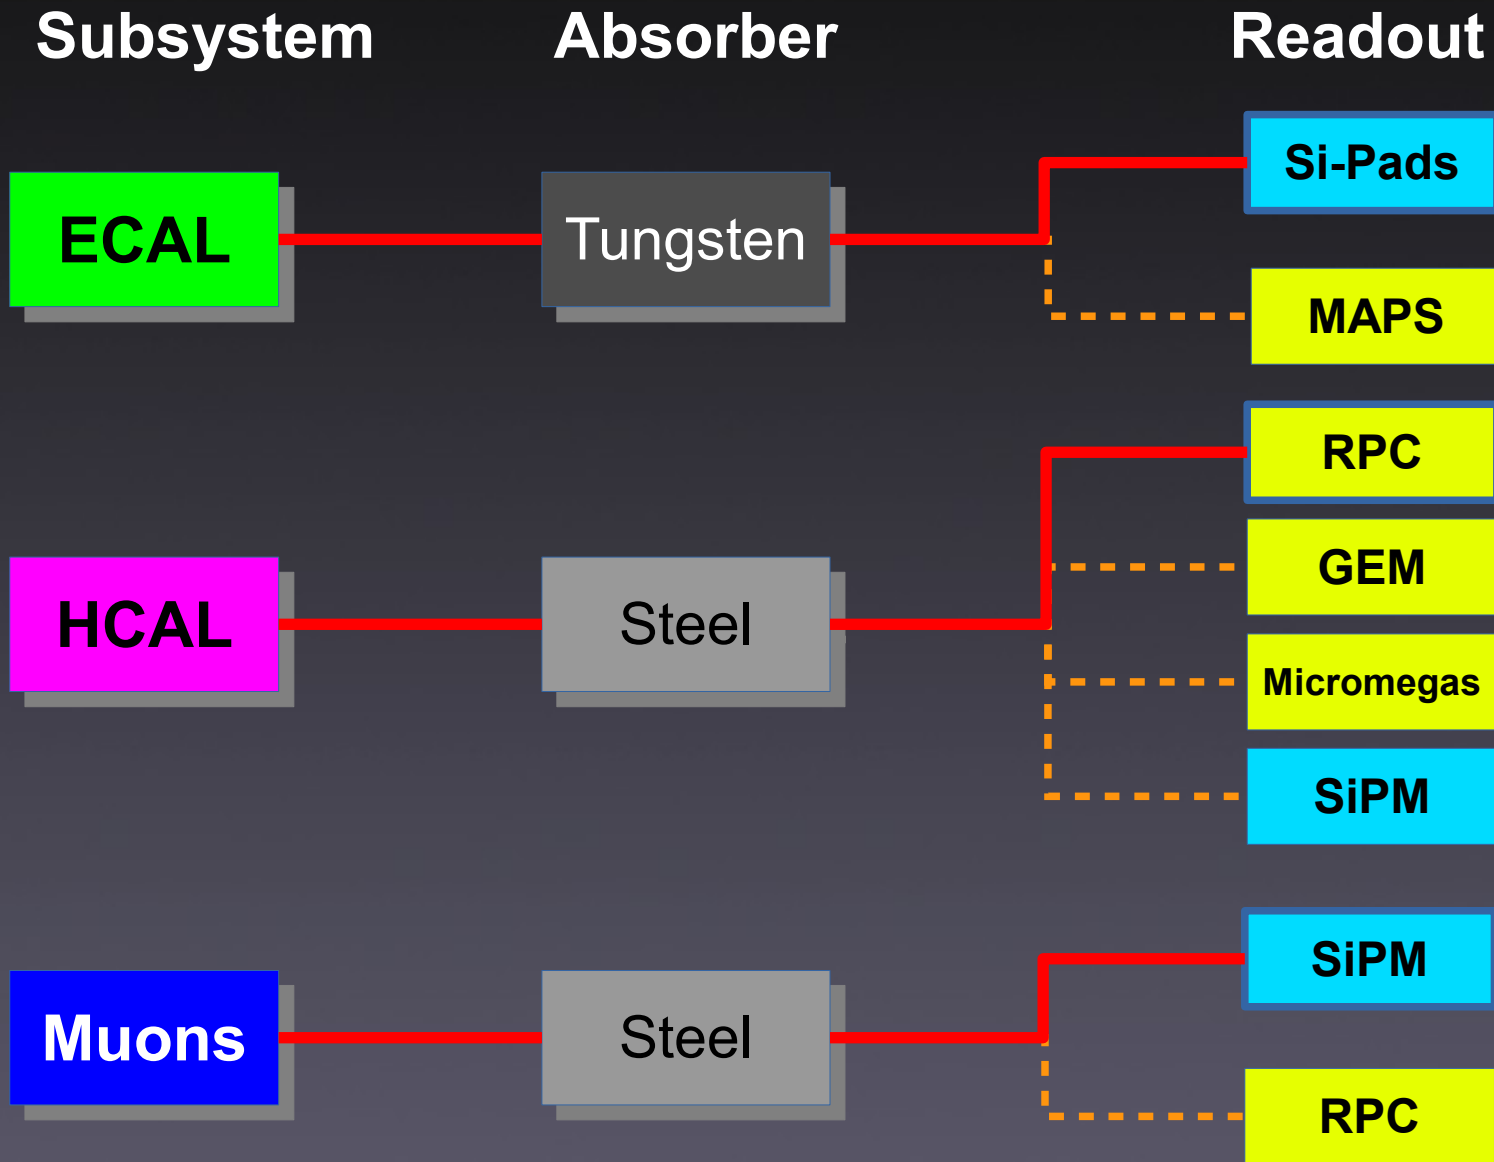 Subsystem Absorber Readout
Si-Pads
ECAL Tungsten
MAPS
RPC
GEM
HCAL Steel
Micromegas
SiPM
SiPM
Muons Steel
RPC